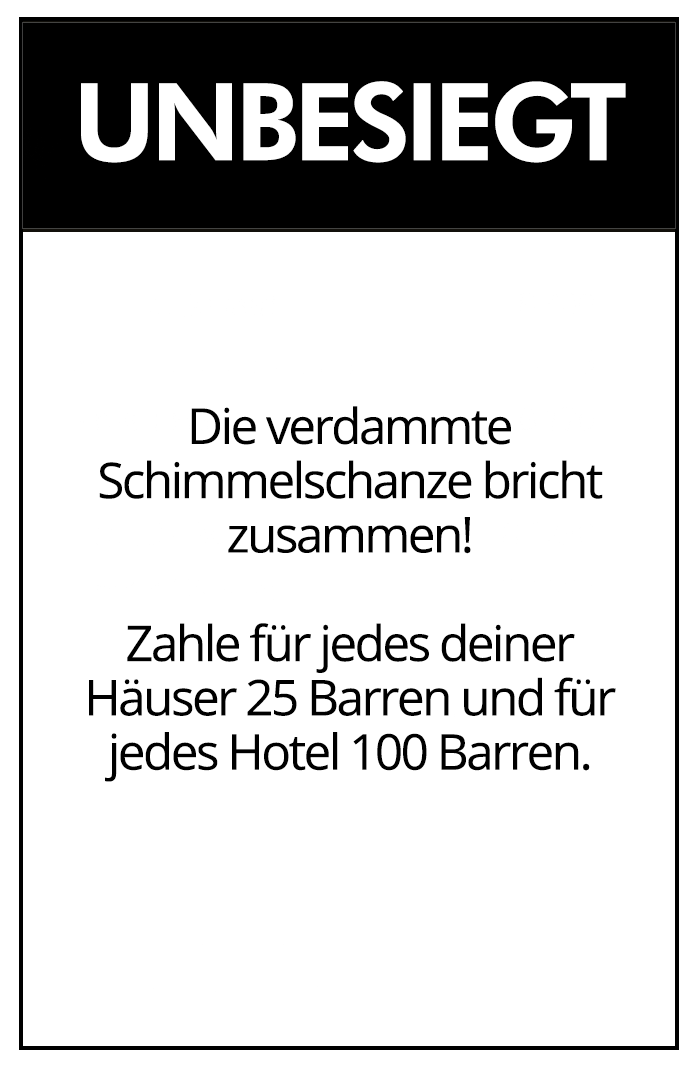 UNBESIEGT
Die verdammte
Schimmelschanze bricht
zusammen!
Zahle für jedes deiner
Häuser 25 Barren und für
jedes Hotel 100 Barren.